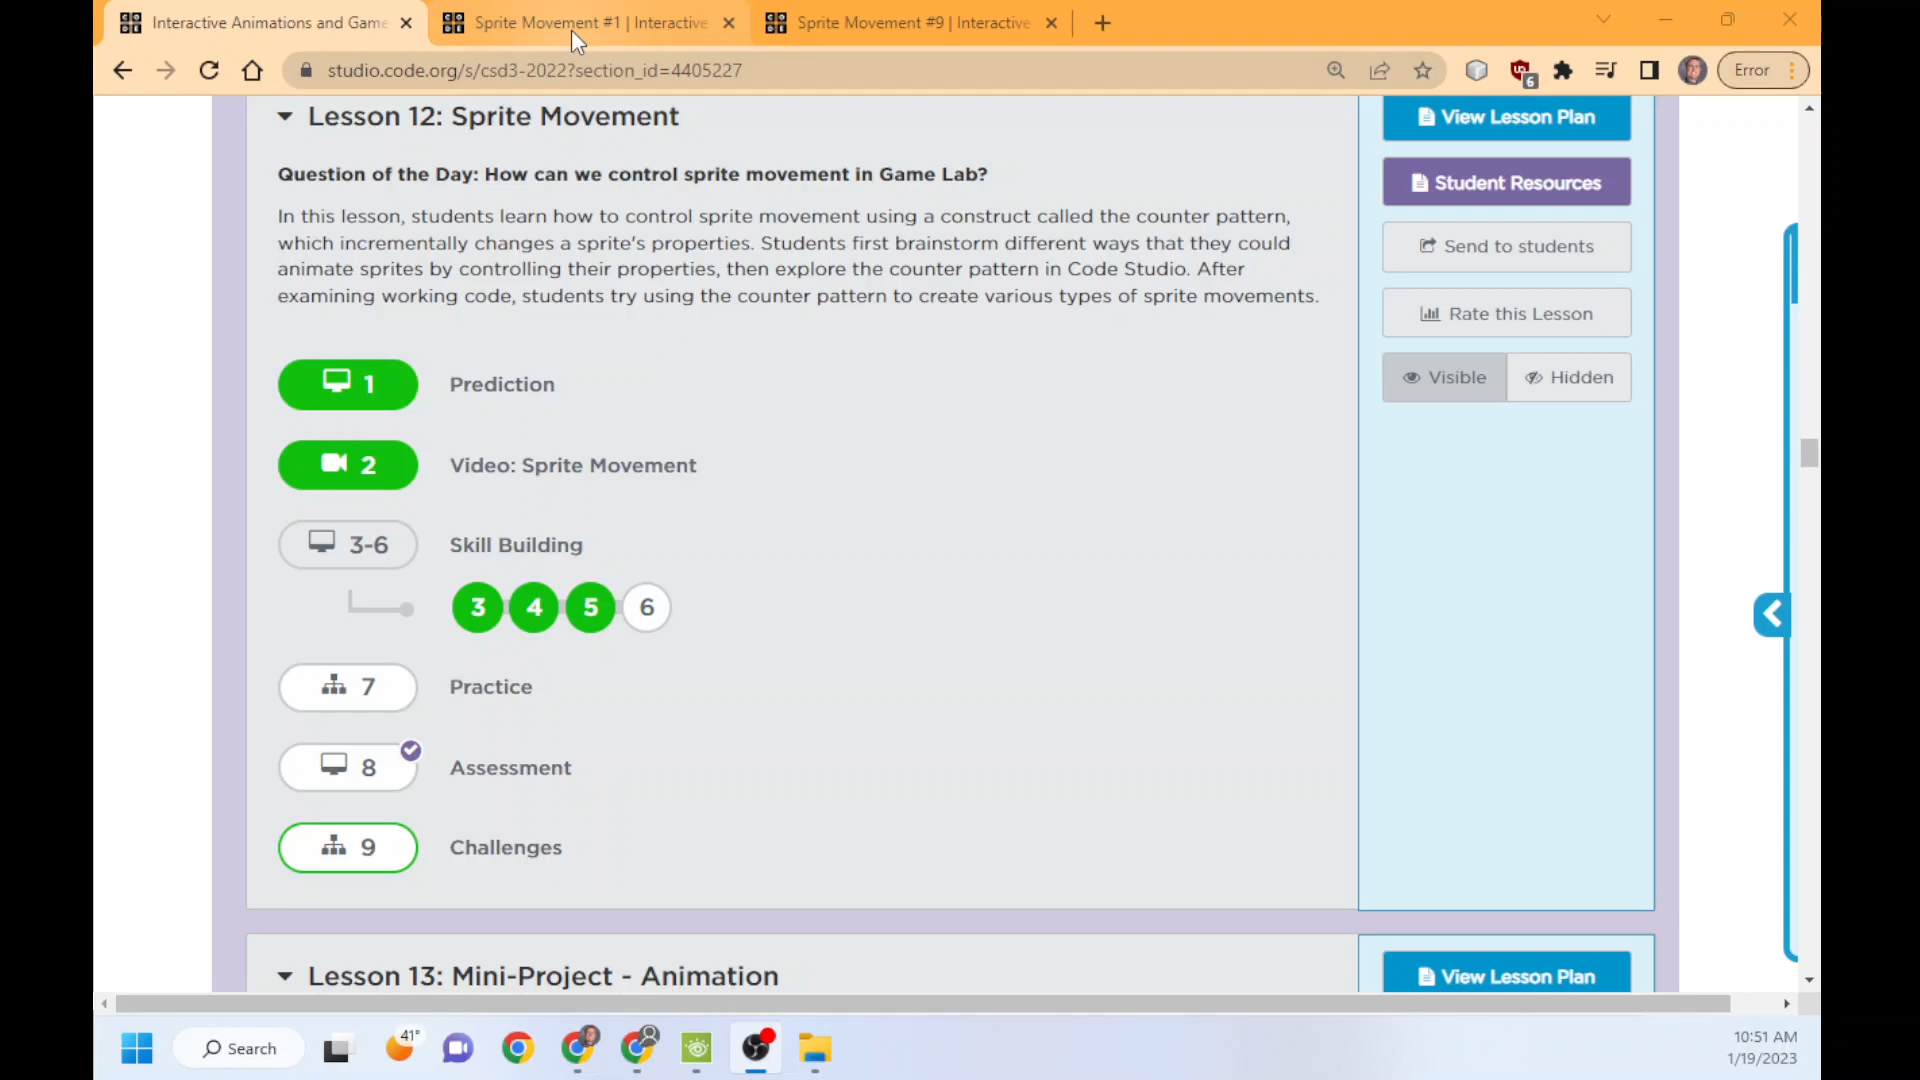 Interactive Animations and Game
Sprite Movement #1 | Interactive
Sprite Movement #9 | Interactive
studio.code.org/s/csd3-2022?section_id=4405227
6
Error
Lesson 12: Sprite Movement
Question of the Day: How can we control sprite movement in Game Lab?
In this lesson, students learn how to control sprite movement using a construct called the counter pattern,
which incrementally changes a sprite's properties. Students first brainstorm different ways that they could
animate sprites by controlling their properties, then explore the counter pattern in Code Studio. After
examining working code, students try using the counter pattern to create various types of sprite movements.
1 Prediction
2 Video: Sprite Movement
3-6 Skill Building
3 4 5 6
7 Practice
8 Assessment
9 Challenges
View Lesson Plan
Student Resources
Send to students
Rate this Lesson
Visible Hidden
Lesson 13: Mini-Project - Animation
View Lesson Plan
Search
41°
10:51 AM
1/19/2023